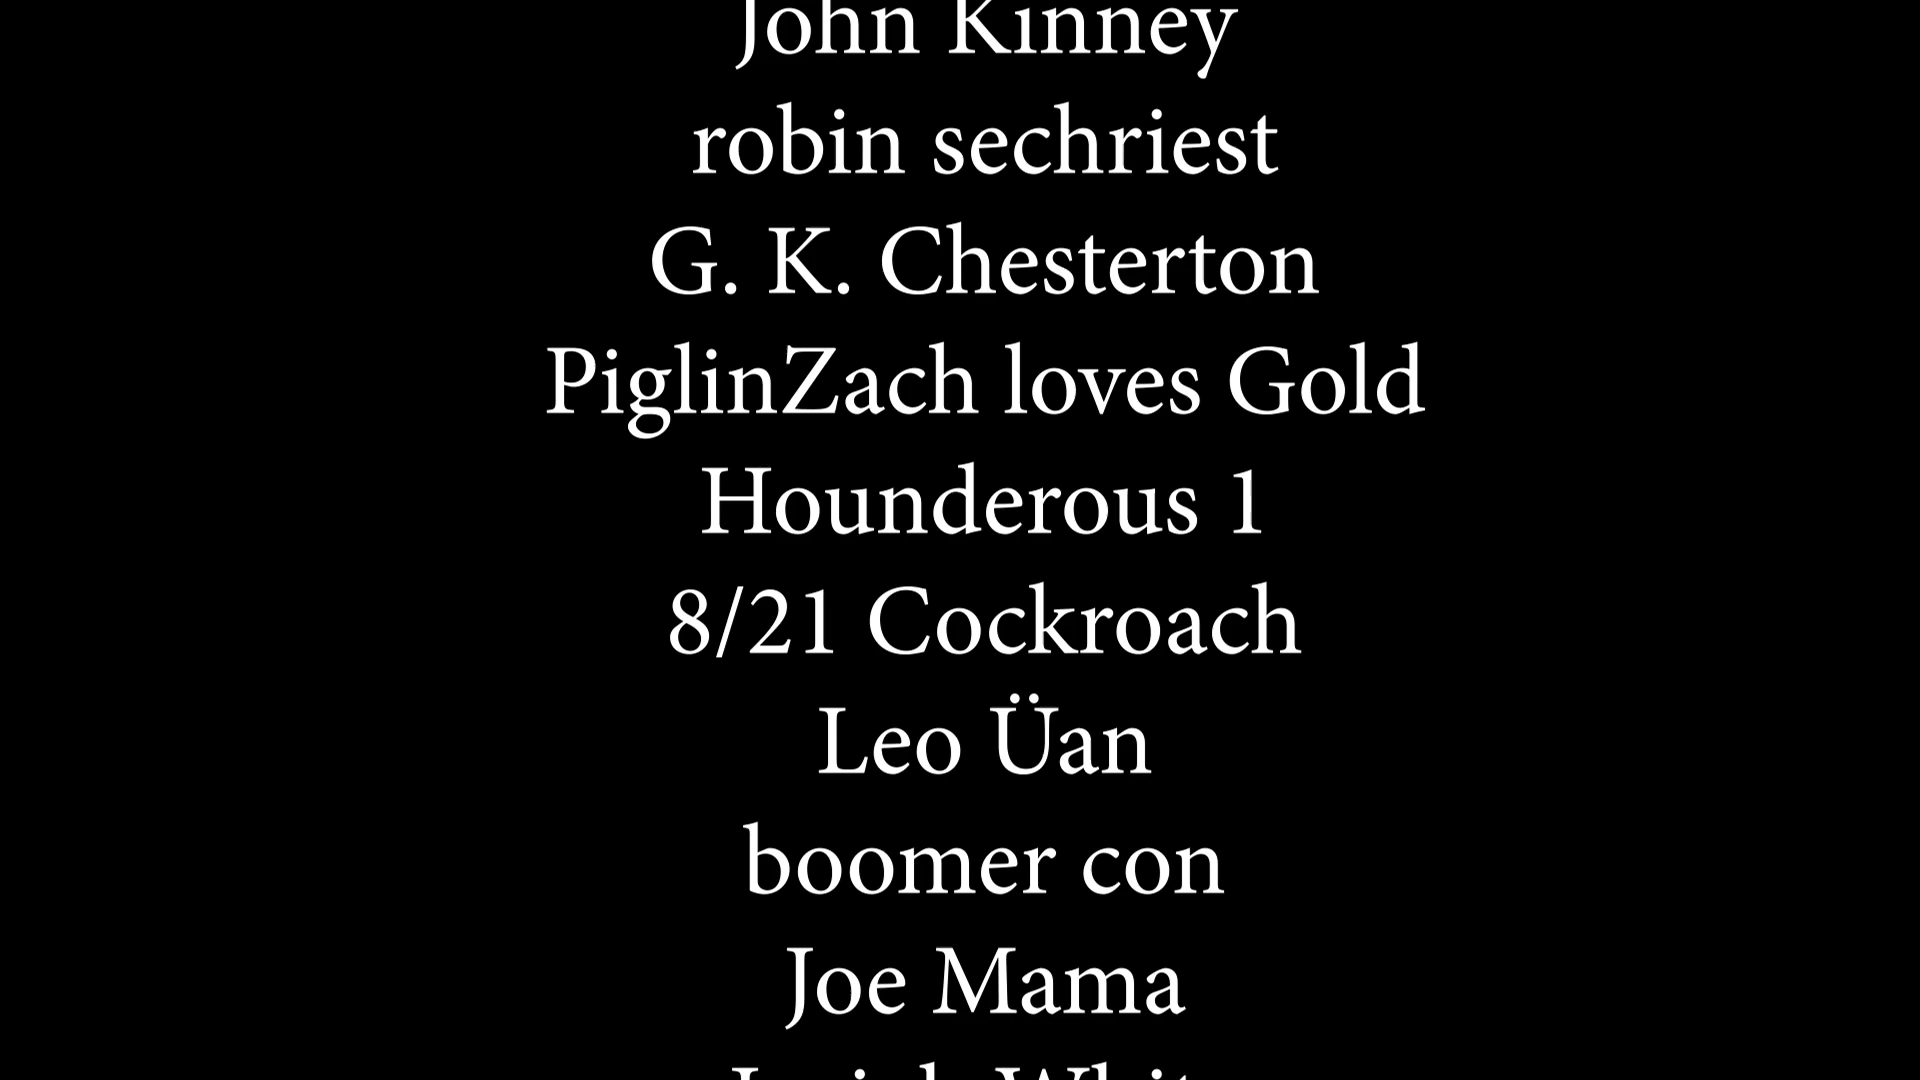 John Kinney
robin sechriest
G. K. Chesterton
PiglinZach loves Gold
Hounderous 1
8/21 Cockroach
Leo Üan
boomer con
Joe Mama